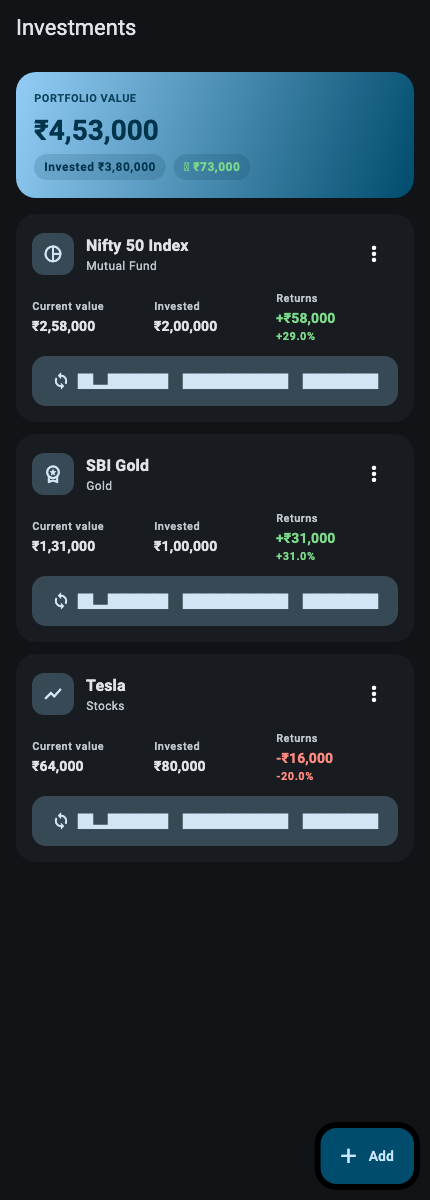 Investments
PORTFOLIO VALUE
₹4,53,000
Invested ₹3,80,000
₹73,000
Nifty 50 Index
Mutual Fund
Current value
Invested
Returns
₹2,58,000
₹2,00,000
+₹58,000
+29.0%
SBI Gold
Gold
Current value
Invested
Returns
₹1,31,000
₹1,00,000
+₹31,000
+31.0%
Tesla
Stocks
Current value
Invested
Returns
₹64,000
₹80,000
-₹16,000
-20.0%
Add